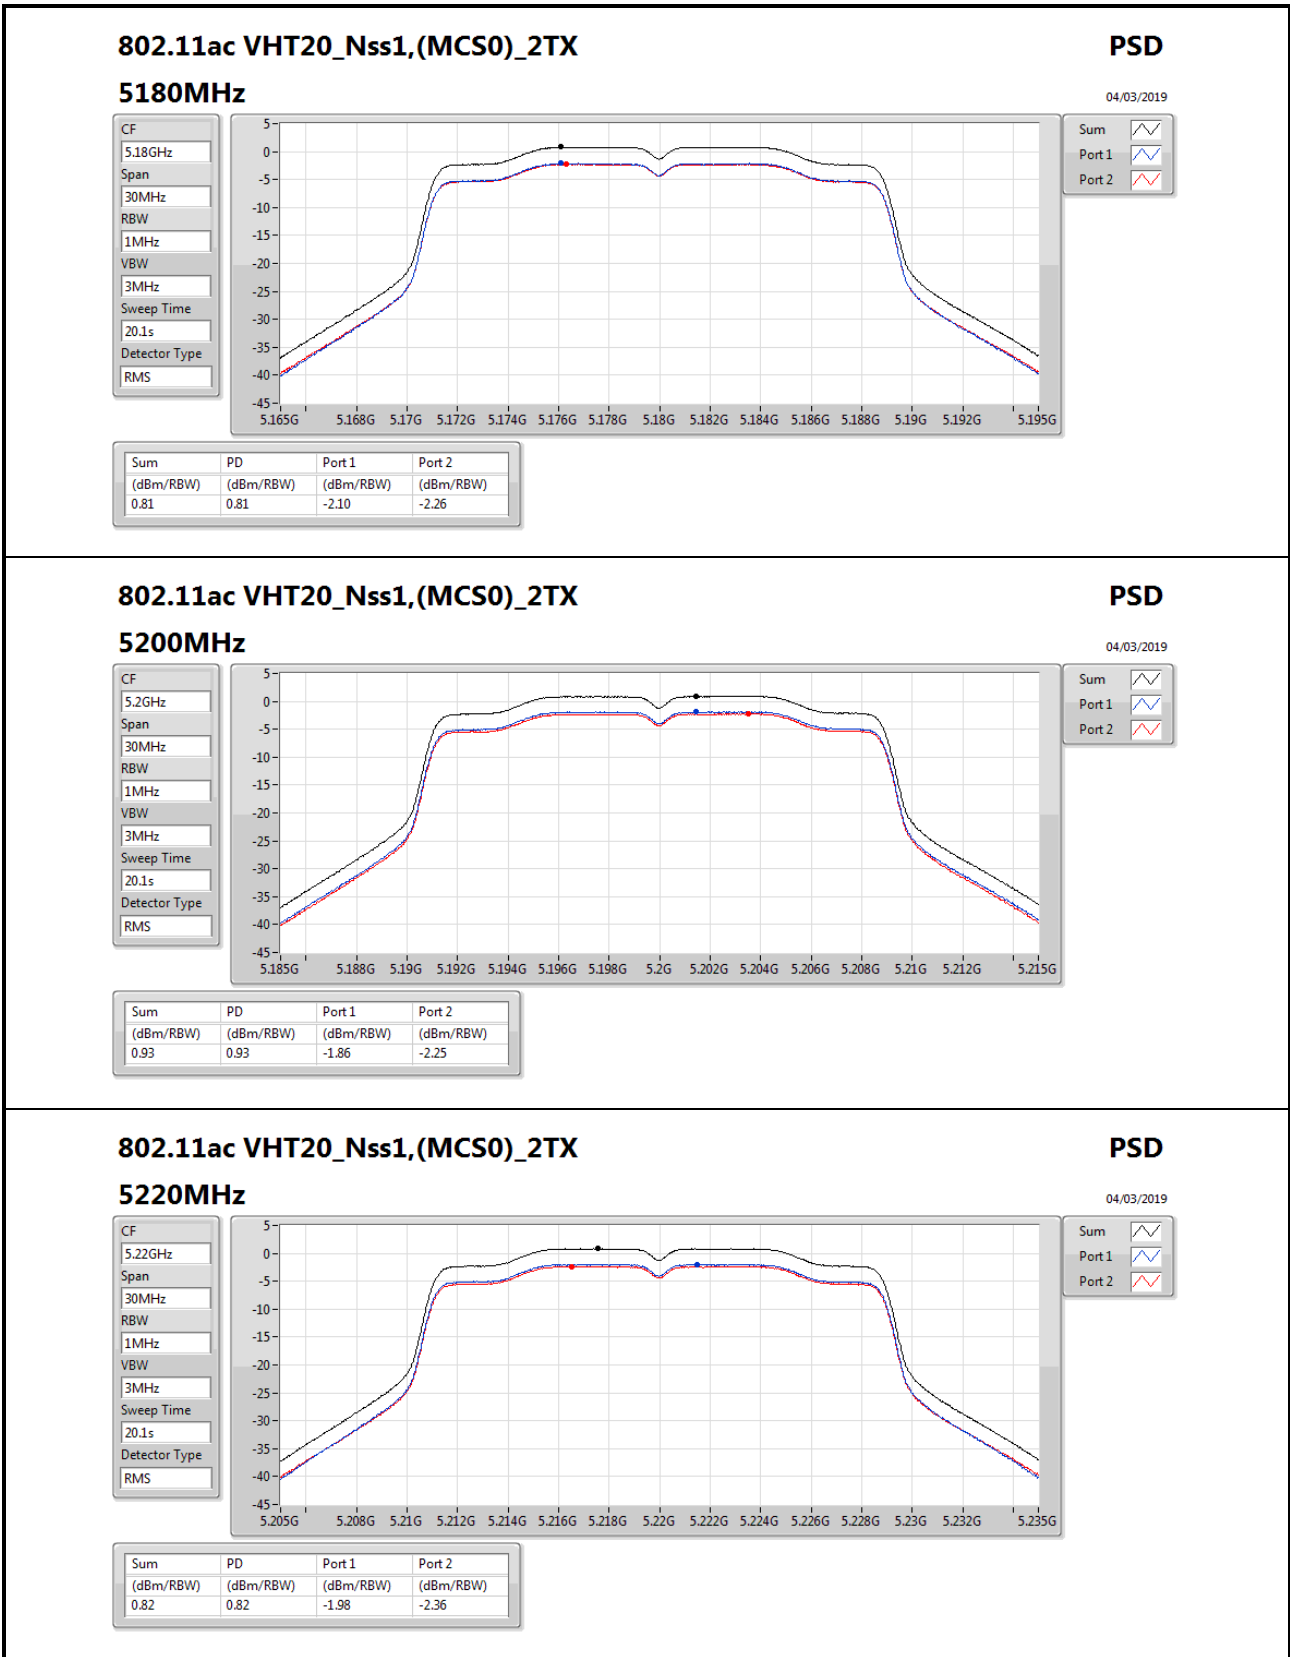 802.11ac VHT20_Nss1,(MCS0)_2TX PSD
5180MHz 04/03/2019
CF
5.18GHz
Span
30MHz
RBW
1MHz
VBW
3MHz
Sweep Time
20.1s
Detector Type
RMS
5
0
-5
-10
-15
-20
-25
-30
-35
-40
-45
5.165G 5.168G 5.17G 5.172G 5.174G 5.176G 5.178G 5.18G 5.182G 5.184G 5.186G 5.188G 5.19G 5.192G 5.195G
Sum
Port 1
Port 2
Sum PD Port 1 Port 2
(dBm/RBW) (dBm/RBW) (dBm/RBW) (dBm/RBW)
0.81 0.81 -2.10 -2.26
802.11ac VHT20_Nss1,(MCS0)_2TX PSD
5200MHz 04/03/2019
CF
5.2GHz
Span
30MHz
RBW
1MHz
VBW
3MHz
Sweep Time
20.1s
Detector Type
RMS
5
0
-5
-10
-15
-20
-25
-30
-35
-40
-45
5.185G 5.188G 5.19G 5.192G 5.194G 5.196G 5.198G 5.2G 5.202G 5.204G 5.206G 5.208G 5.21G 5.212G 5.215G
Sum
Port 1
Port 2
Sum PD Port 1 Port 2
(dBm/RBW) (dBm/RBW) (dBm/RBW) (dBm/RBW)
0.93 0.93 -1.86 -2.25
802.11ac VHT20_Nss1,(MCS0)_2TX PSD
5220MHz 04/03/2019
CF
5.22GHz
Span
30MHz
RBW
1MHz
VBW
3MHz
Sweep Time
20.1s
Detector Type
RMS
5
0
-5
-10
-15
-20
-25
-30
-35
-40
-45
5.205G 5.208G 5.21G 5.212G 5.214G 5.216G 5.218G 5.22G 5.222G 5.224G 5.226G 5.228G 5.23G 5.232G 5.235G
Sum
Port 1
Port 2
Sum PD Port 1 Port 2
(dBm/RBW) (dBm/RBW) (dBm/RBW) (dBm/RBW)
0.82 0.82 -1.98 -2.36